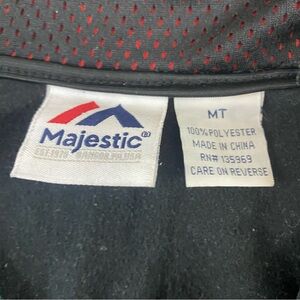 Majestic®
EST.1976 BANGOR,PA,USA
MT
100% POLYESTER
MADE IN CHINA
RN# 135969
CARE ON REVERSE